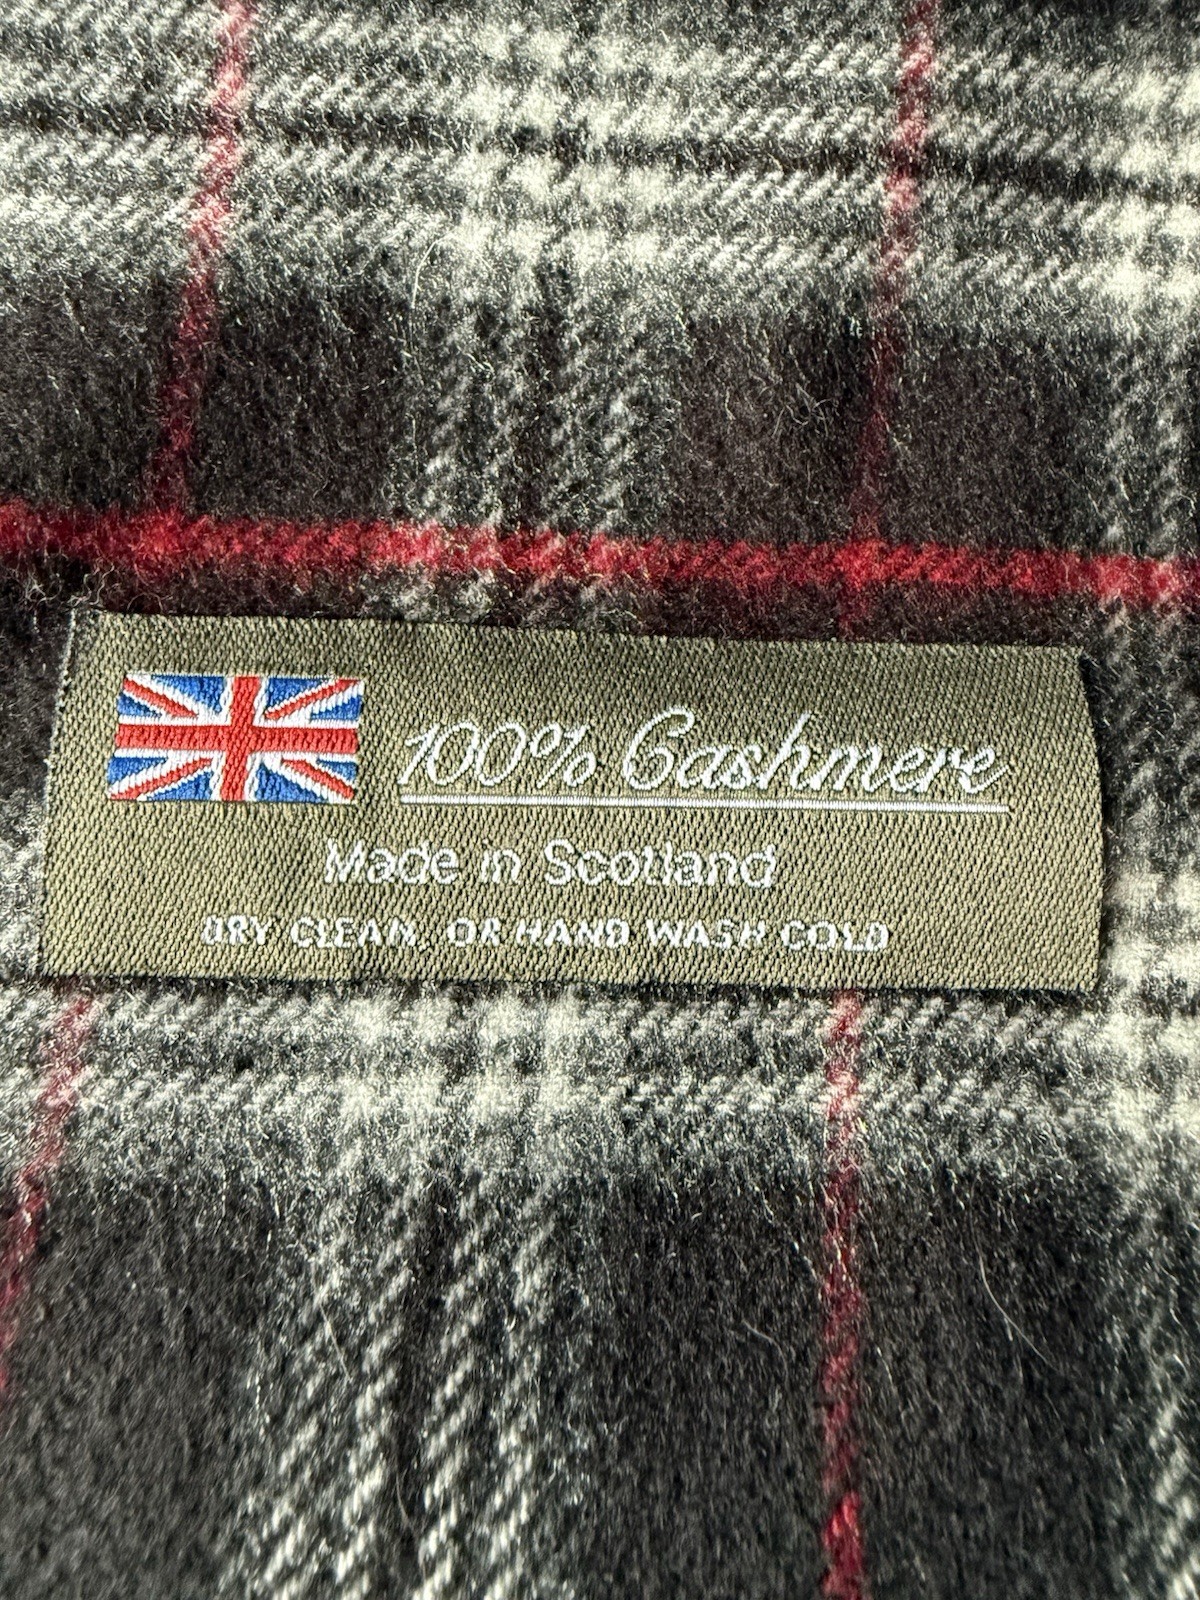 100% Cashmere
Made in Scotland
DRY CLEAN, OR HAND WASH COLD